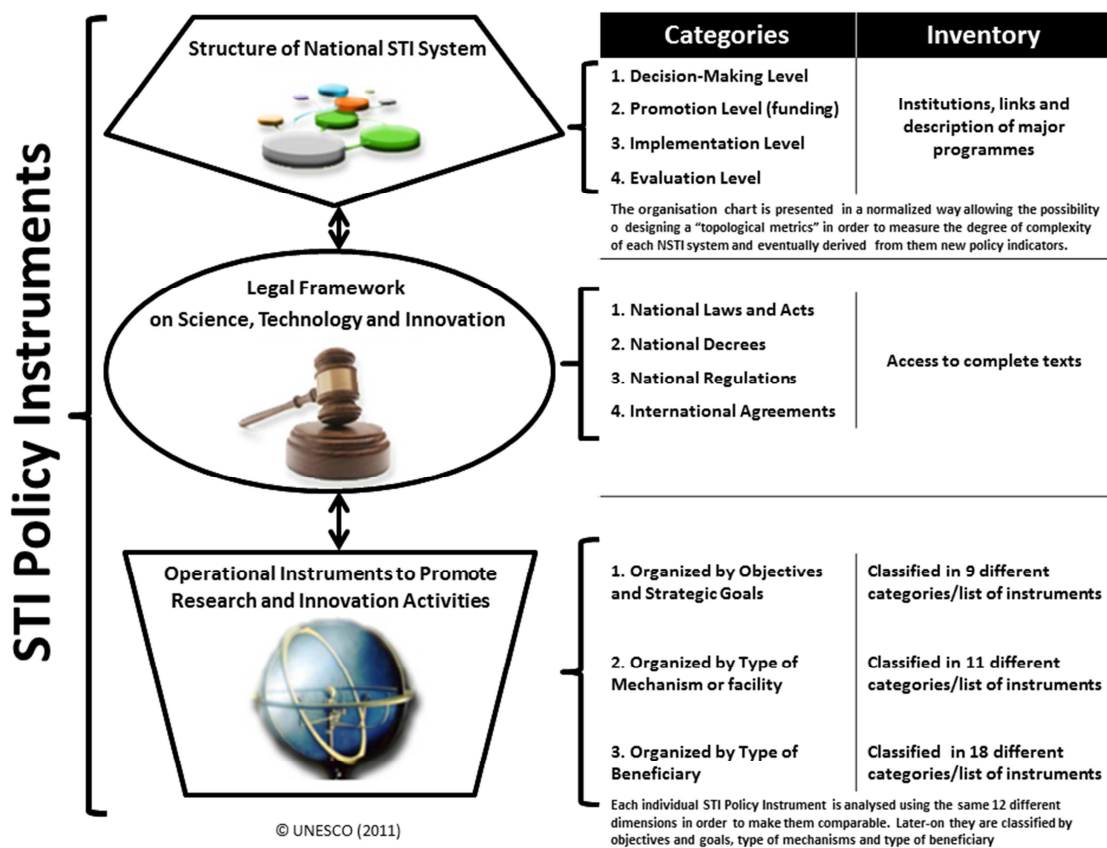 STI Policy Instruments
Structure of National STI System
Legal Framework
on Science, Technology and Innovation
Operational Instruments to Promote
Research and Innovation Activities
© UNESCO (2011)
Categories
Inventory
1. Decision-Making Level
2. Promotion Level (funding)
3. Implementation Level
4. Evaluation Level
Institutions, links and
description of major
programmes
The organisation chart is presented in a normalized way allowing the possibility
o designing a “topological metrics” in order to measure the degree of complexity
of each NSTI system and eventually derived from them new policy indicators.
1. National Laws and Acts
2. National Decrees
3. National Regulations
4. International Agreements
Access to complete texts
1. Organized by Objectives
and Strategic Goals
Classified in 9 different
categories/list of instruments
2. Organized by Type of
Mechanism or facility
Classified in 11 different
categories/list of instruments
3. Organized by Type of
Beneficiary
Classified in 18 different
categories/list of instruments
Each individual STI Policy Instrument is analysed using the same 12 different
dimensions in order to make them comparable. Later-on they are classified by
objectives and goals, type of mechanisms and type of beneficiary